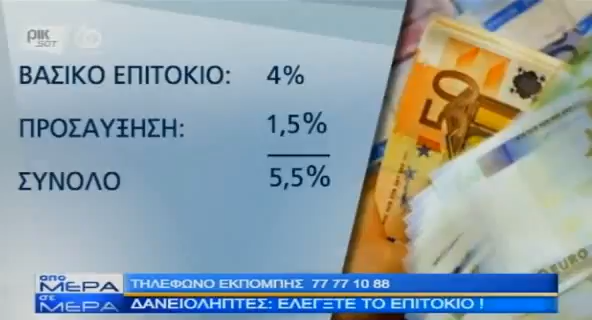 ρικ
SAT
ΒΑΣΙΚΟ ΕΠΙΤΟΚΙΟ: 4%
ΠΡΟΣΑΥΞΗΣΗ: 1,5%
ΣΥΝΟΛΟ 5,5%
50
EURO
από
ΜΕΡΑ
σε
ΜΕΡΑ
ΤΗΛΕΦΩΝΟ ΕΚΠΟΜΠΗΣ 77 77 10 88
ΔΑΝΕΙΟΛΗΠΤΕΣ: ΕΛΕΓΞΤΕ ΤΟ ΕΠΙΤΟΚΙΟ !